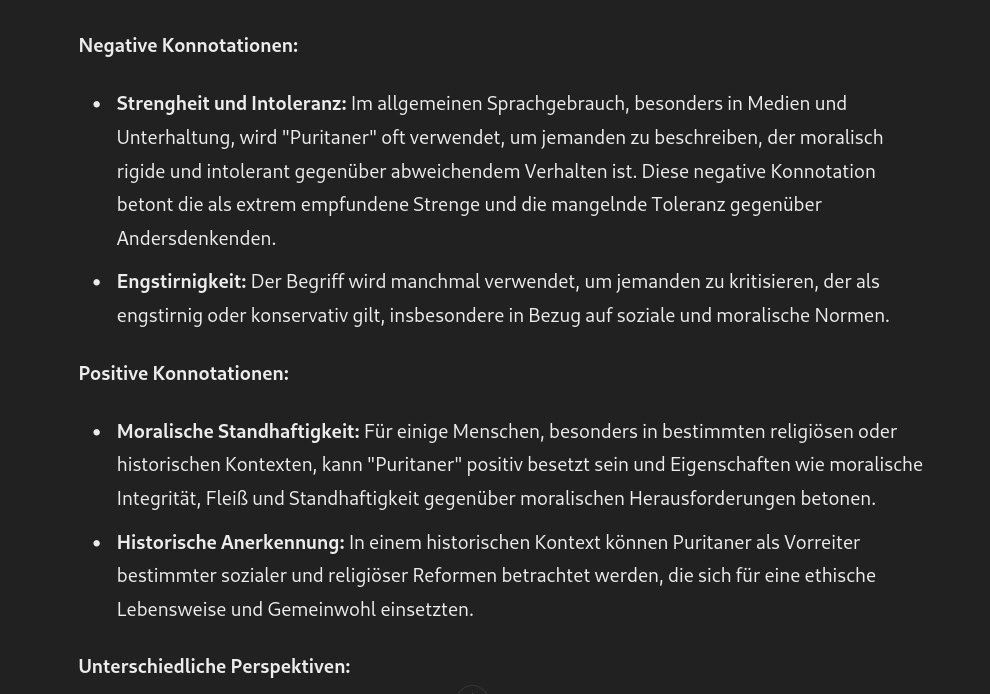 Negative Konnotationen:
• Strengheit und Intoleranz: Im allgemeinen Sprachgebrauch, besonders in Medien und
Unterhaltung, wird "Puritaner" oft verwendet, um jemanden zu beschreiben, der moralisch
rigide und intolerant gegenüber abweichendem Verhalten ist. Diese negative Konnotation
betont die als extrem empfundene Strenge und die mangelnde Toleranz gegenüber
Andersdenkenden.
• Engstirnigkeit: Der Begriff wird manchmal verwendet, um jemanden zu kritisieren, der als
engstirnig oder konservativ gilt, insbesondere in Bezug auf soziale und moralische Normen.
Positive Konnotationen:
• Moralische Standhaftigkeit: Für einige Menschen, besonders in bestimmten religiösen oder
historischen Kontexten, kann "Puritaner" positiv besetzt sein und Eigenschaften wie moralische
Integrität, Fleiß und Standhaftigkeit gegenüber moralischen Herausforderungen betonen.
• Historische Anerkennung: In einem historischen Kontext können Puritaner als Vorreiter
bestimmter sozialer und religiöser Reformen betrachtet werden, die sich für eine ethische
Lebensweise und Gemeinwohl einsetzten.
Unterschiedliche Perspektiven: